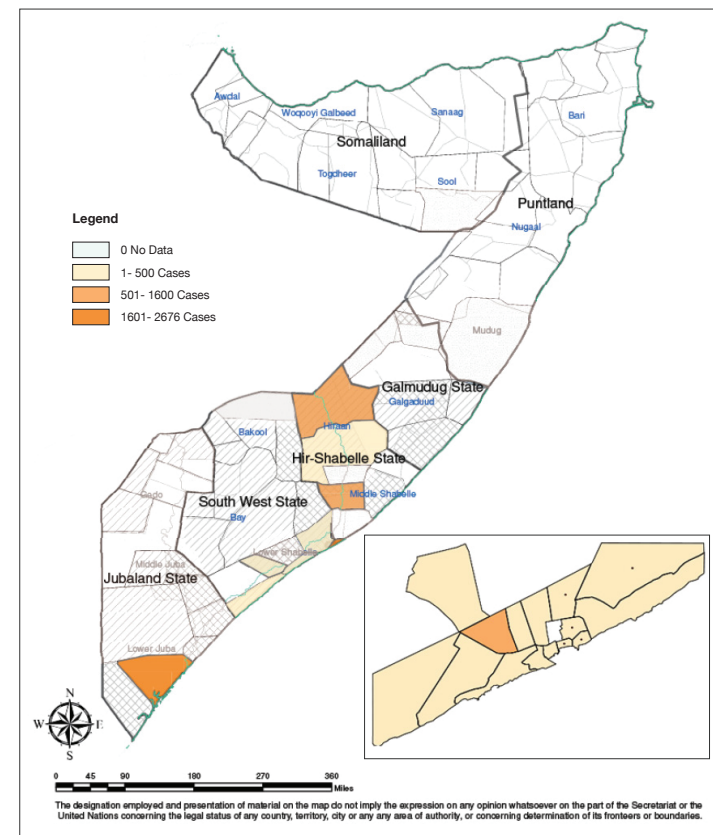 Awdal
Woqooyi Galbeed
Sanaag
Bari
Somaliland
Togdheer
Sool
Puntland
Nugaal
Legend
0 No Data
1- 500 Cases
501- 1600 Cases
1601- 2676 Cases
Mudug
Galmudug State
Galgaduud
Hiraan
Bakool
Hir-Shabelle State
Gedo
South West State
Middle Shabelle
Bay
Lower Shabelle
Middle Juba
Jubaland State
Lower Juba
N
W
E
S
0 45 90 180 270 360
Miles
The designation employed and presentation of material on the map do not imply the expression on any opinion whatsoever on the part of the Secretariat or the
United Nations concerning the legal status of any country, territory, city or any any area of authority, or concerning determination of its fronteers or boundaries.